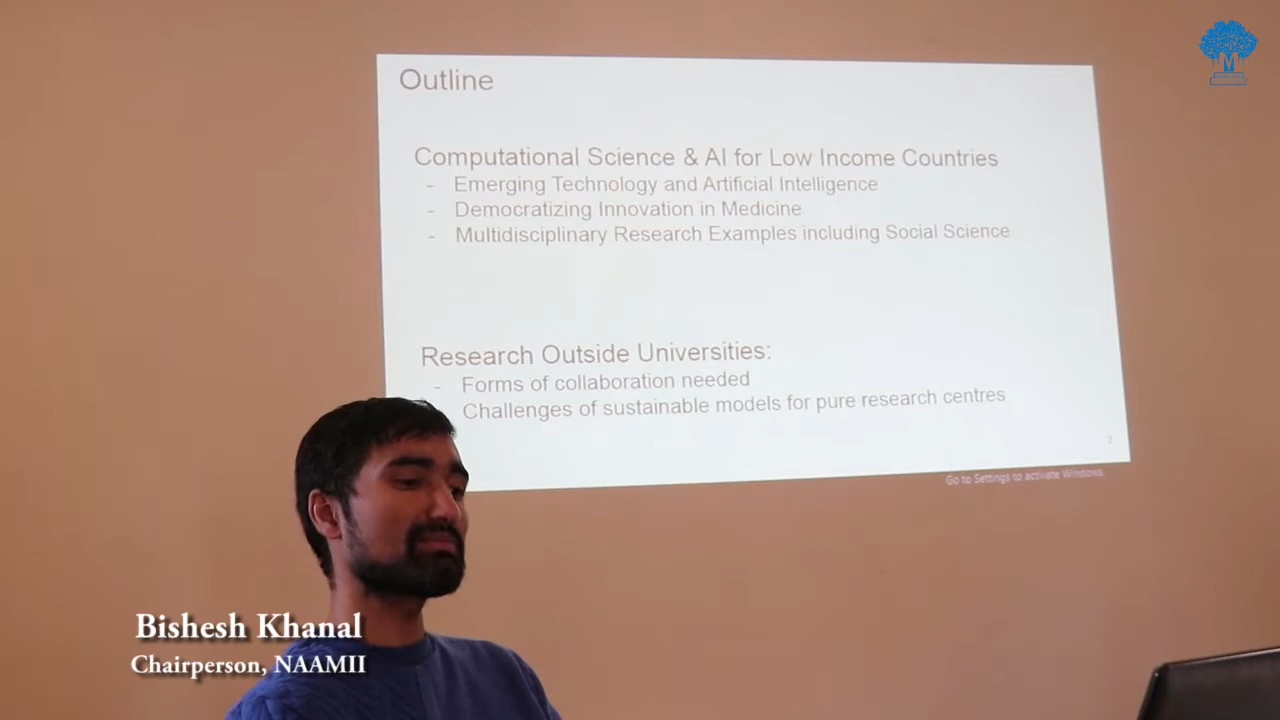 Outline
Computational Science & AI for Low Income Countries
- Emerging Technology and Artificial Intelligence
- Democratizing Innovation in Medicine
- Multidisciplinary Research Examples including Social Science
Research Outside Universities:
- Forms of collaboration needed
Challenges of sustainable models for pure research centres
2
Go to Settings to activate Windows.
Bishesh Khanal
Chairperson, NAAMII
M